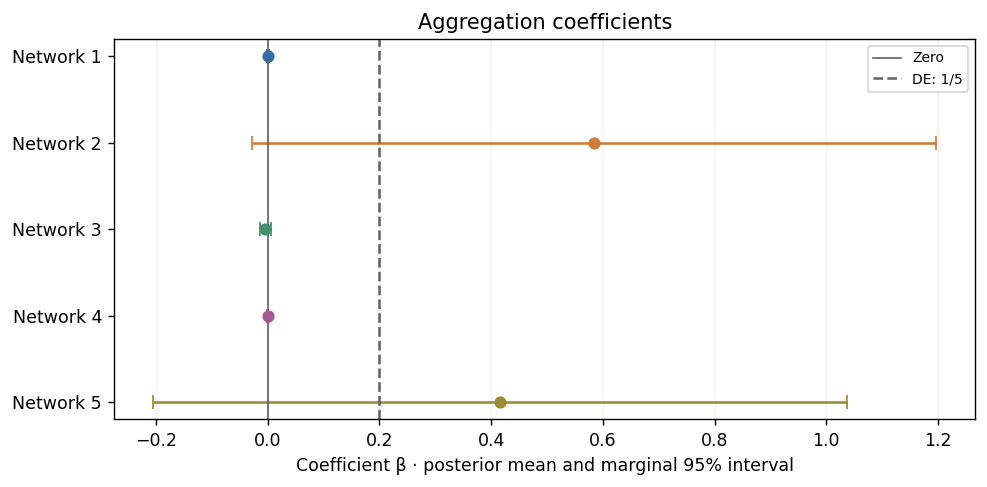 Aggregation coefficients
Network 1
Network 2
Network 3
Network 4
Network 5
Zero
DE: 1/5
−0.2 0.0 0.2 0.4 0.6 0.8 1.0 1.2
Coefficient β · posterior mean and marginal 95% interval